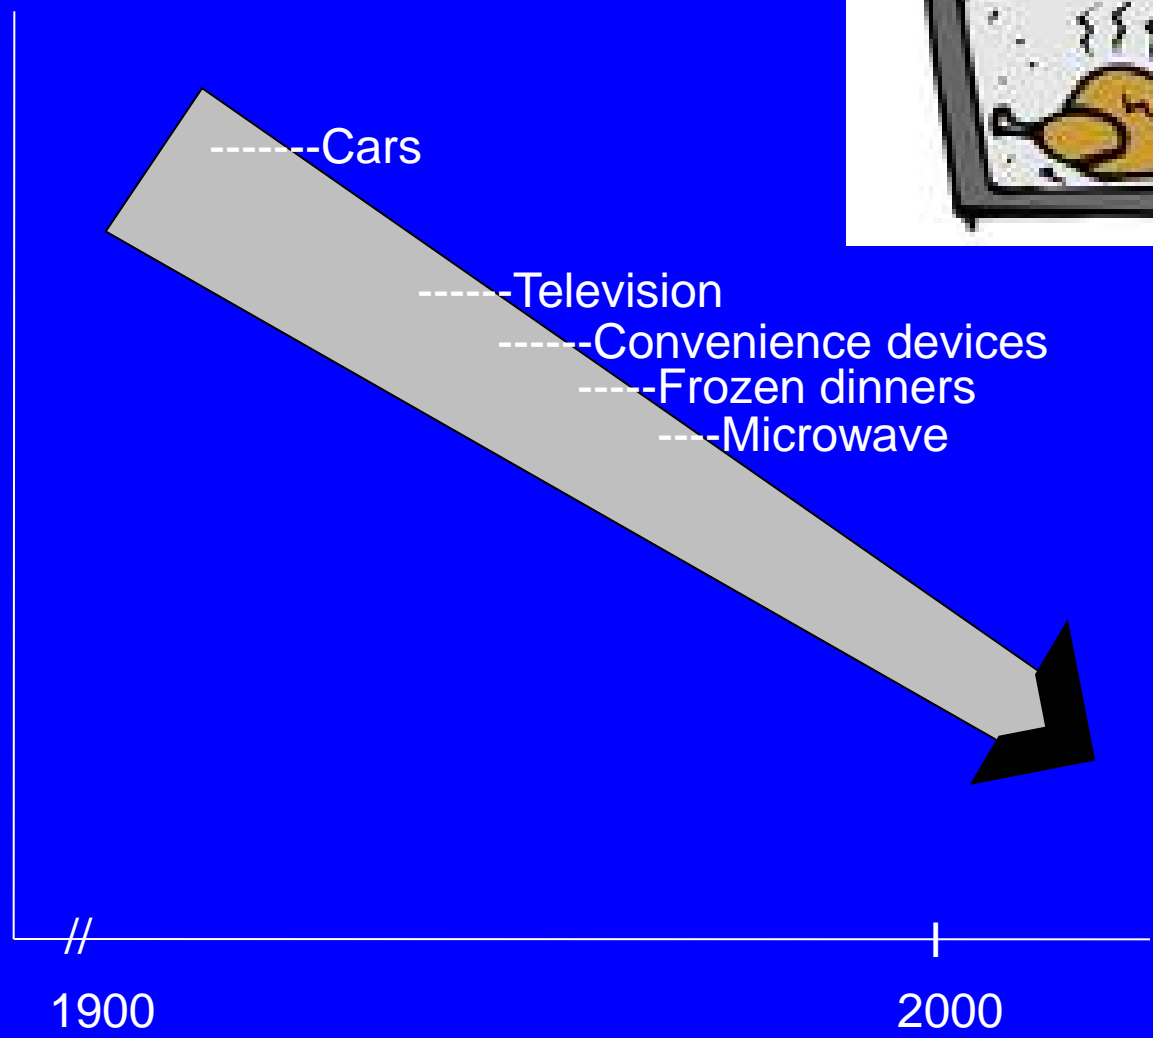 -------Cars
------Television
------Convenience devices
-----Frozen dinners
----Microwave
//
1900 2000